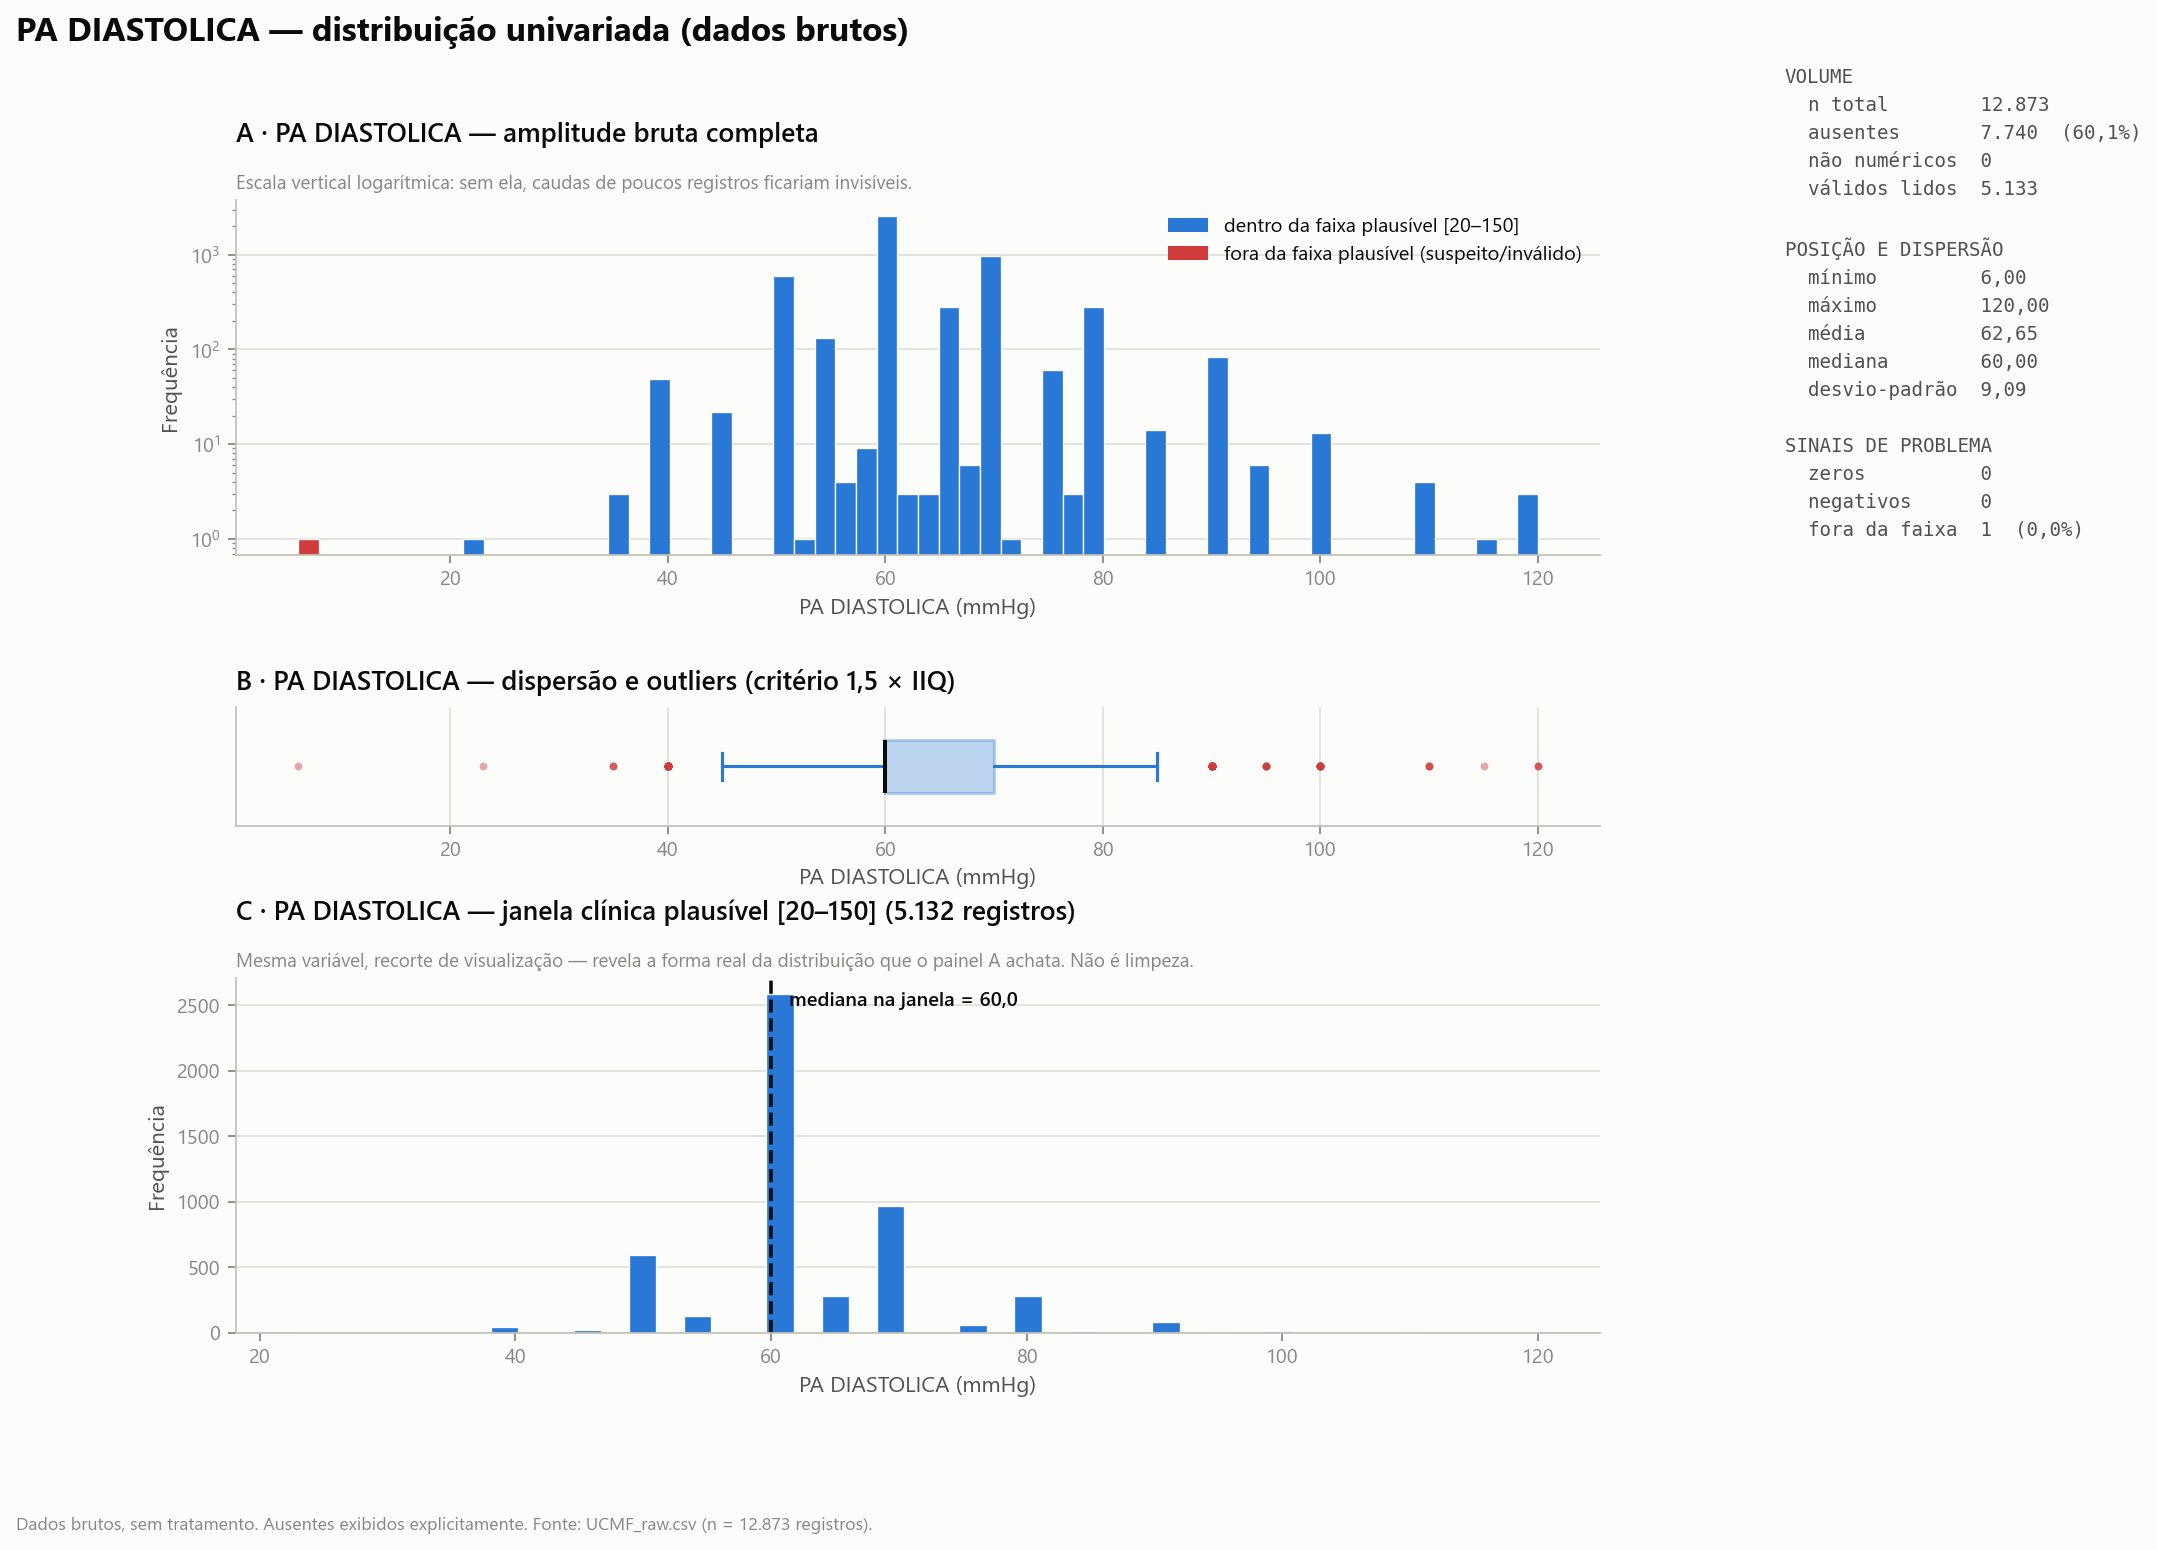 PA DIASTOLICA — distribuição univariada (dados brutos)
A · PA DIASTOLICA — amplitude bruta completa
Escala vertical logarítmica: sem ela, caudas de poucos registros ficariam invisíveis.
dentro da faixa plausível [20–150]
fora da faixa plausível (suspeito/inválido)
Frequência
10³
10²
10¹
10⁰
20 40 60 80 100 120
PA DIASTOLICA (mmHg)
VOLUME
n total 12.873
ausentes 7.740 (60,1%)
não numéricos 0
válidos lidos 5.133
POSIÇÃO E DISPERSÃO
mínimo 6,00
máximo 120,00
média 62,65
mediana 60,00
desvio-padrão 9,09
SINAIS DE PROBLEMA
zeros 0
negativos 0
fora da faixa 1 (0,0%)
B · PA DIASTOLICA — dispersão e outliers (critério 1,5 × IIQ)
20 40 60 80 100 120
PA DIASTOLICA (mmHg)
C · PA DIASTOLICA — janela clínica plausível [20–150] (5.132 registros)
Mesma variável, recorte de visualização — revela a forma real da distribuição que o painel A achata. Não é limpeza.
mediana na janela = 60,0
Frequência
2500
2000
1500
1000
500
0
20 40 60 80 100 120
PA DIASTOLICA (mmHg)
Dados brutos, sem tratamento. Ausentes exibidos explicitamente. Fonte: UCMF_raw.csv (n = 12.873 registros).